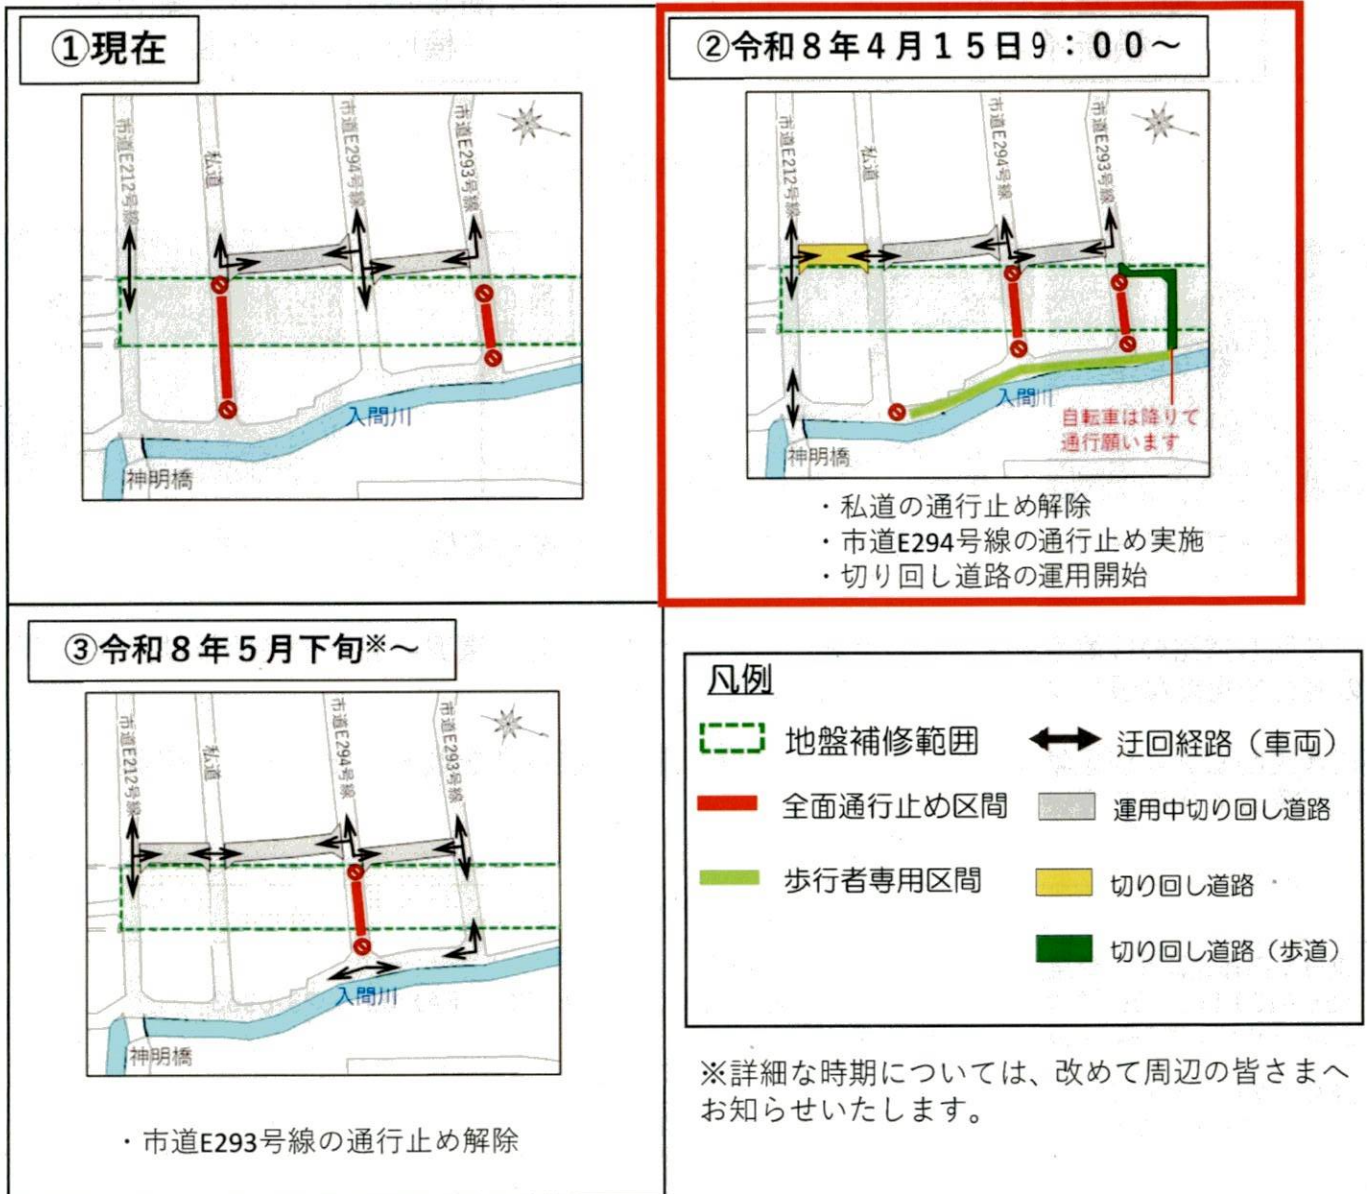 ①現在
市道E212号線
私道
市道E294号線
市道E293号線
入間川
神明橋
②令和８年４月１５日9：００～
市道E212号線
私道
市道E294号線
市道E293号線
入間川
神明橋
自転車は降りて
通行願います
・私道の通行止め解除
・市道E294号線の通行止め実施
・切り回し道路の運用開始
③令和８年５月下旬※～
市道E212号線
私道
市道E294号線
市道E293号線
入間川
神明橋
・市道E293号線の通行止め解除
凡例
地盤補修範囲
迂回経路（車両）
全面通行止め区間
運用中切り回し道路
歩行者専用区間
切り回し道路
切り回し道路（歩道）
※詳細な時期については、改めて周辺の皆さまへ
お知らせいたします。